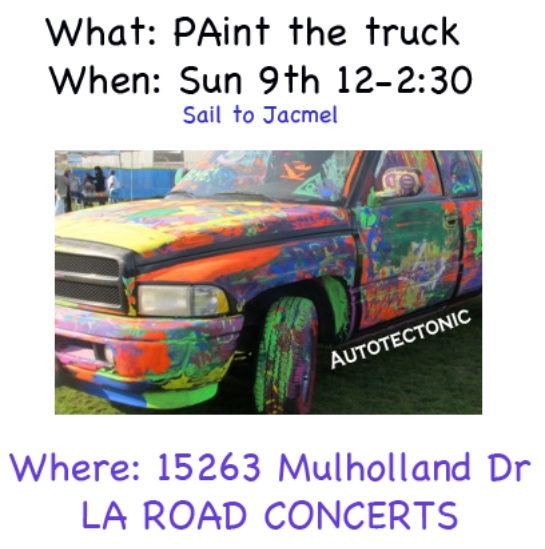 What: PAint the truck
When: Sun 9th 12-2:30
Sail to Jacmel
AUTOTECTONIC
Where: 15263 Mulholland Dr
LA ROAD CONCERTS